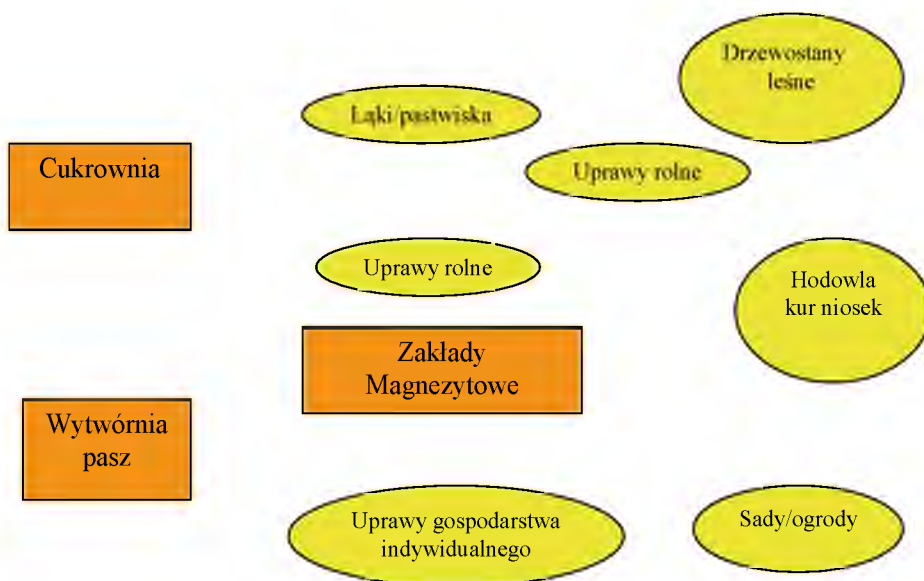 Drzewostany
leśne
Łąki/pastwiska
Cukrownia
Uprawy rolne
Uprawy rolne
Hodowla
kur niosek
Zakłady
Magnezytowe
Wytwórnia
pasz
Uprawy gospodarstwa
indywidualnego
Sady/ogrody